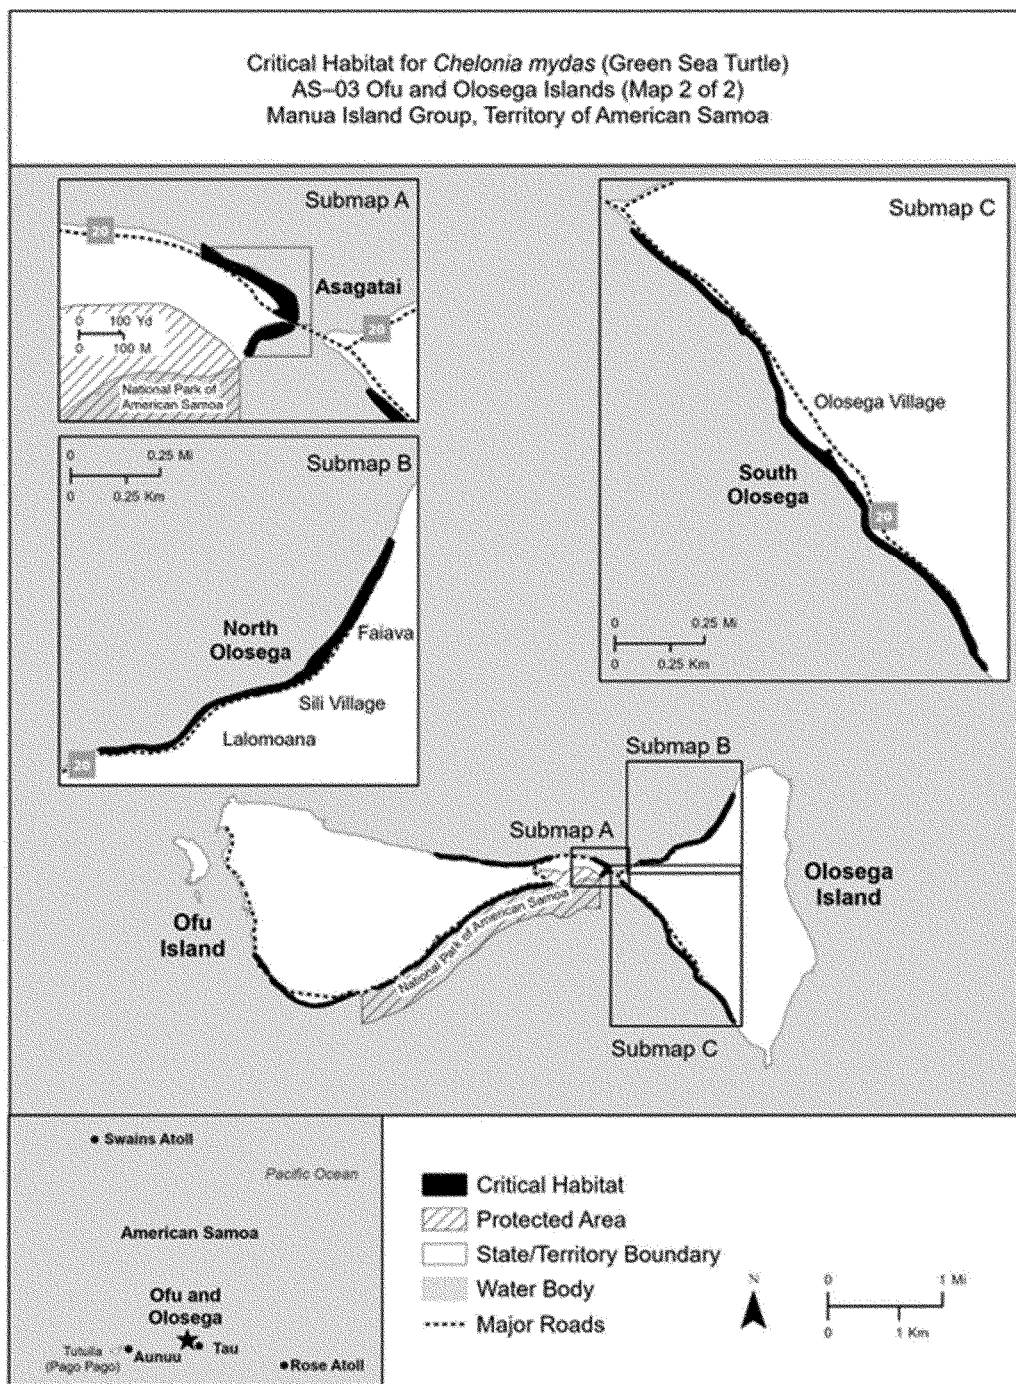 Critical Habitat for Chelonia mydas (Green Sea Turtle)
AS–03 Ofu and Olosega Islands (Map 2 of 2)
Manua Island Group, Territory of American Samoa
Submap A
20
Asagatai
20
0 100 Yd
0 100 M
National Park of
American Samoa
Submap B
0 0.25 Mi
0 0.25 Km
North
Olosega
Faiava
Sili Village
Lalomoana
20
Submap C
Olosega Village
South
Olosega
20
0 0.25 Mi
0 0.25 Km
Submap B
Submap A
Olosega
Island
Ofu
Island
National Park of American Samoa
Submap C
Swains Atoll
Pacific Ocean
American Samoa
Ofu and
Olosega
Tutuila
(Pago Pago)
Aunuu
Tau
Rose Atoll
Critical Habitat
Protected Area
State/Territory Boundary
Water Body
Major Roads
N
0 1 Mi
0 1 Km